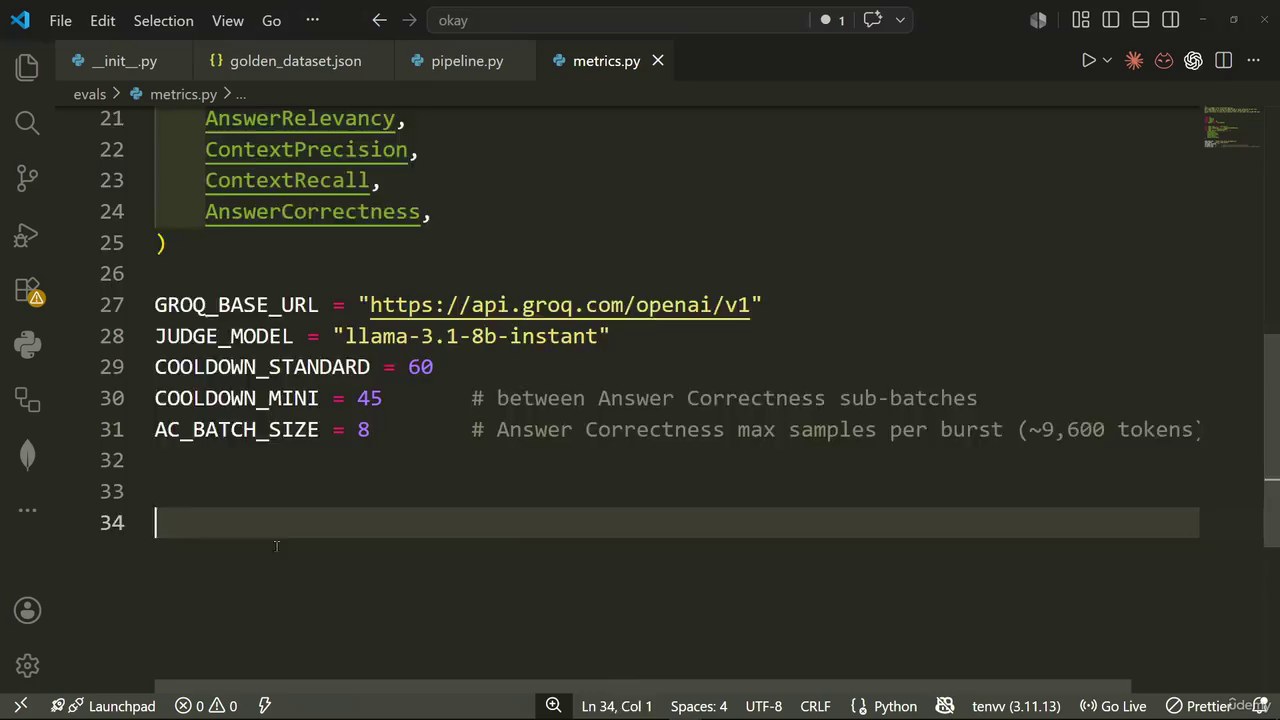 File Edit Selection View Go ··· okay 1
__init__.py {} golden_dataset.json pipeline.py metrics.py
evals > metrics.py > ...
21 AnswerRelevancy,
22 ContextPrecision,
23 ContextRecall,
24 AnswerCorrectness,
25 )
26
27 GROQ_BASE_URL = "https://api.groq.com/openai/v1"
28 JUDGE_MODEL = "llama-3.1-8b-instant"
29 COOLDOWN_STANDARD = 60
30 COOLDOWN_MINI = 45 # between Answer Correctness sub-batches
31 AC_BATCH_SIZE = 8 # Answer Correctness max samples per burst (~9,600 tokens)
32
33
34
Launchpad 0 0 Ln 34, Col 1 Spaces: 4 UTF-8 CRLF {} Python tenvv (3.11.13) Go Live Prettier
udemy